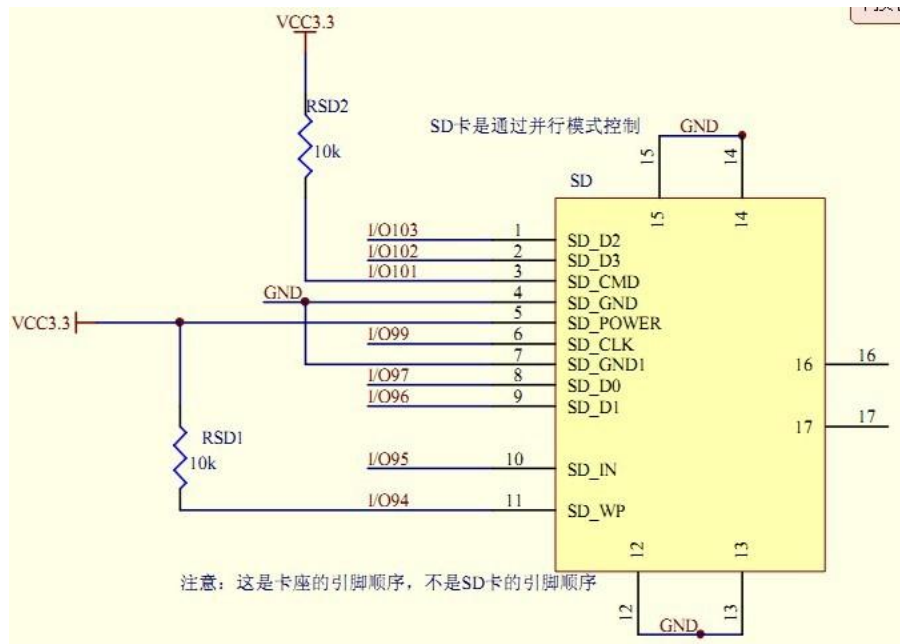 VCC3.3
RSD2
10k
SD卡是通过并行模式控制
GND
15
14
SD
15
14
I/O103
1
SD_D2
I/O102
2
SD_D3
I/O101
3
SD_CMD
GND
4
SD_GND
VCC3.3
5
SD_POWER
I/O99
6
SD_CLK
7
SD_GND1
16
16
I/O97
8
SD_D0
I/O96
9
SD_D1
17
17
RSD1
10k
I/O95
10
SD_IN
I/O94
11
SD_WP
12
13
注意：这是卡座的引脚顺序，不是SD卡的引脚顺序
12
13
GND